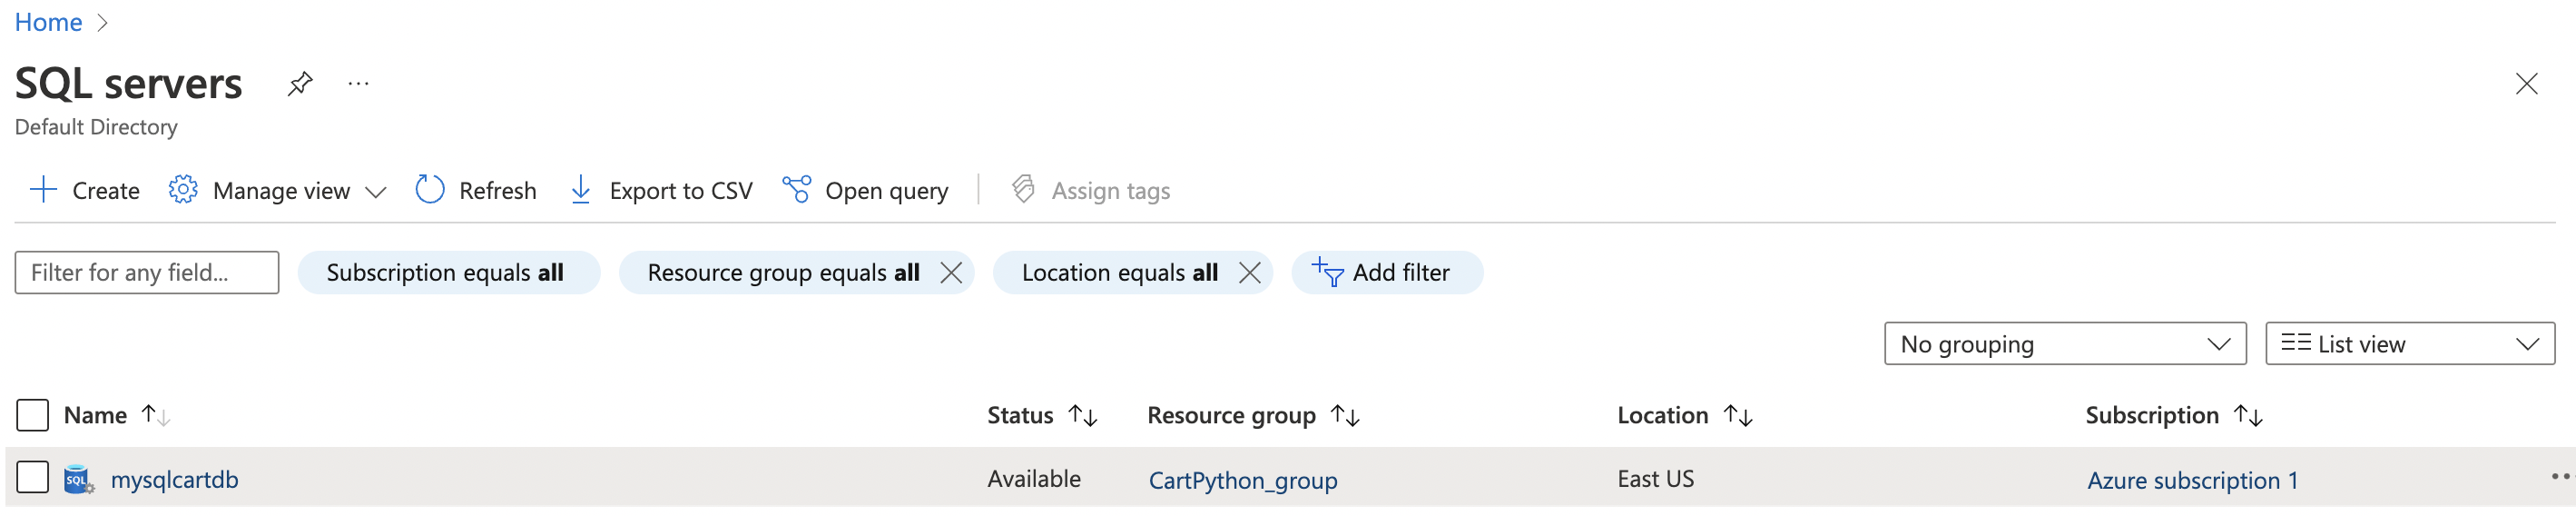 Home
SQL servers
Default Directory
Create Manage view Refresh Export to CSV Open query Assign tags
Filter for any field... Subscription equals all Resource group equals all Location equals all Add filter
No grouping List view
Name Status Resource group Location Subscription
SQL mysqlcartdb Available CartPython_group East US Azure subscription 1